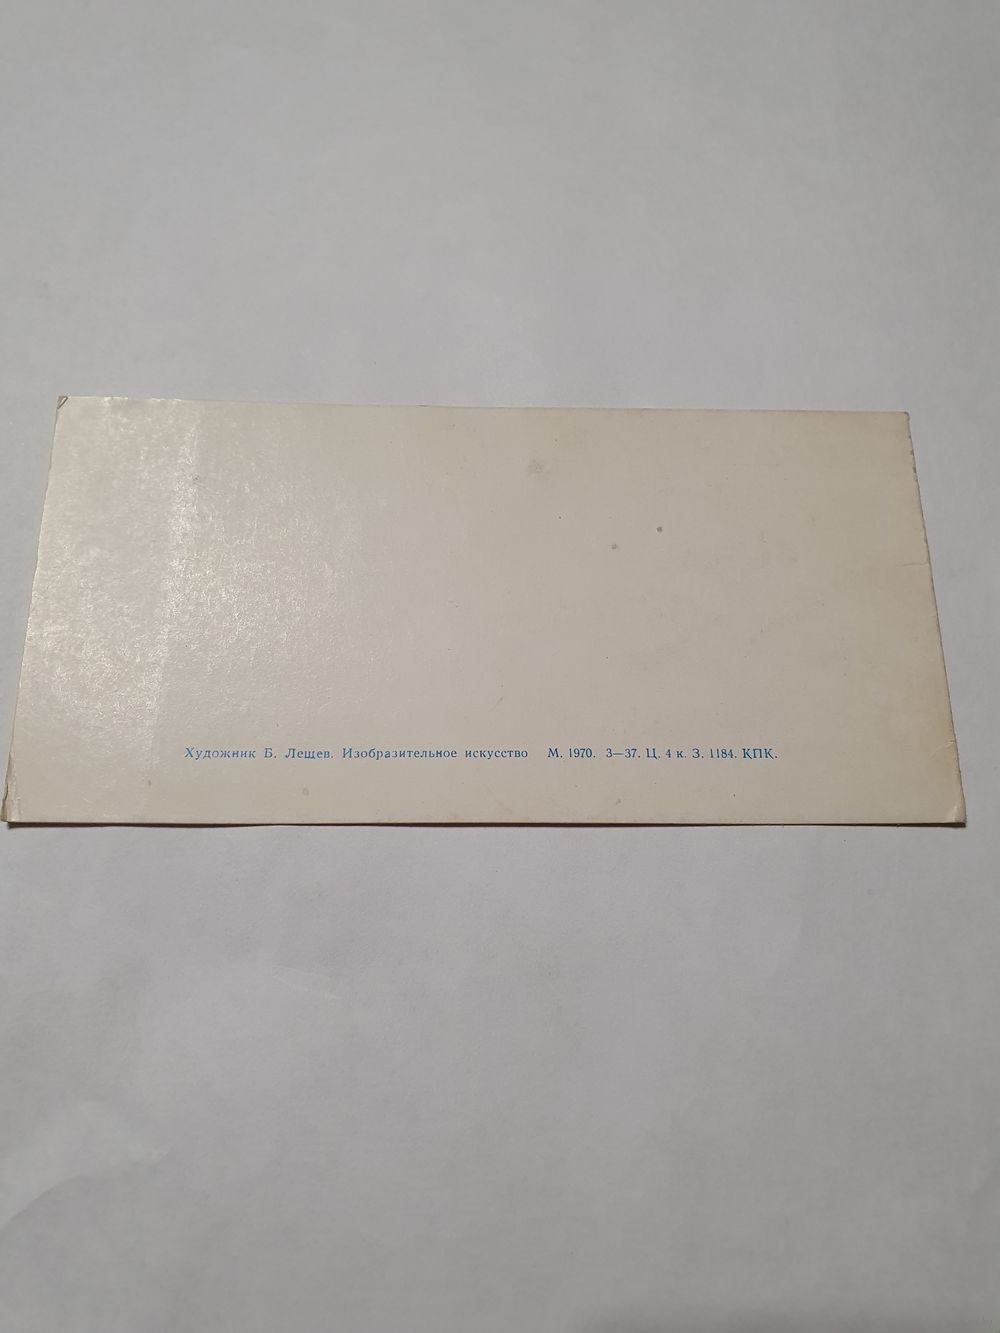 Художник Б. Лещев. Изобразительное искусство М. 1970. 3—37. Ц. 4 к. З. 1184. КПК.